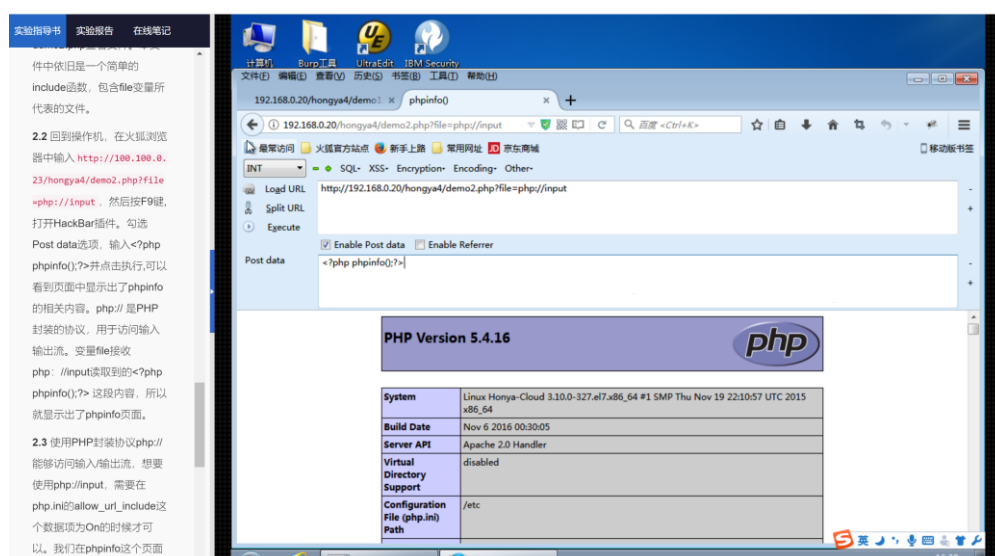 实验指导书 实验报告 在线笔记
件中依旧是一个简单的
include函数，包含file变量所
代表的文件。
2.2 回到操作机，在火狐浏览
器中输入 http://100.100.0.
23/hongya4/demo2.php?file
=php://input ，然后按F9键,
打开HackBar插件。勾选
Post data选项，输入<?php
phpinfo();?>并点击执行,可以
看到页面中显示出了phpinfo
的相关内容。php:// 是PHP
封装的协议，用于访问输入
输出流。变量file接收
php：//input读取到的<?php
phpinfo();?> 这段内容，所以
就显示出了phpinfo页面。
2.3 使用PHP封装协议php://
能够访问输入/输出流，想要
使用php://input，需要在
php.ini的allow_url_include这
个数据项为On的时候才可
以。我们在phpinfo这个页面
计算机 Burp工具 UltraEdit IBM Security
文件(F) 编辑(E) 查看(V) 历史(S) 书签(B) 工具(T) 帮助(H)
192.168.0.20/hongya4/demo phpinfo()
192.168.0.20/hongya4/demo2.php?file=php://input 百度 <Ctrl+K>
最常访问 火狐官方站点 新手上路 常用网址 JD 京东商城 移动版书签
INT SQL- XSS- Encryption- Encoding- Other-
Load URL http://192.168.0.20/hongya4/demo2.php?file=php://input
Split URL
Execute
Enable Post data Enable Referrer
Post data <?php phpinfo();?>
PHP Version 5.4.16 php
System Linux Honya-Cloud 3.10.0-327.el7.x86_64 #1 SMP Thu Nov 19 22:10:57 UTC 2015
x86_64
Build Date Nov 6 2016 00:30:05
Server API Apache 2.0 Handler
Virtual
Directory
Support
disabled
Configuration
File (php.ini)
Path
/etc
英